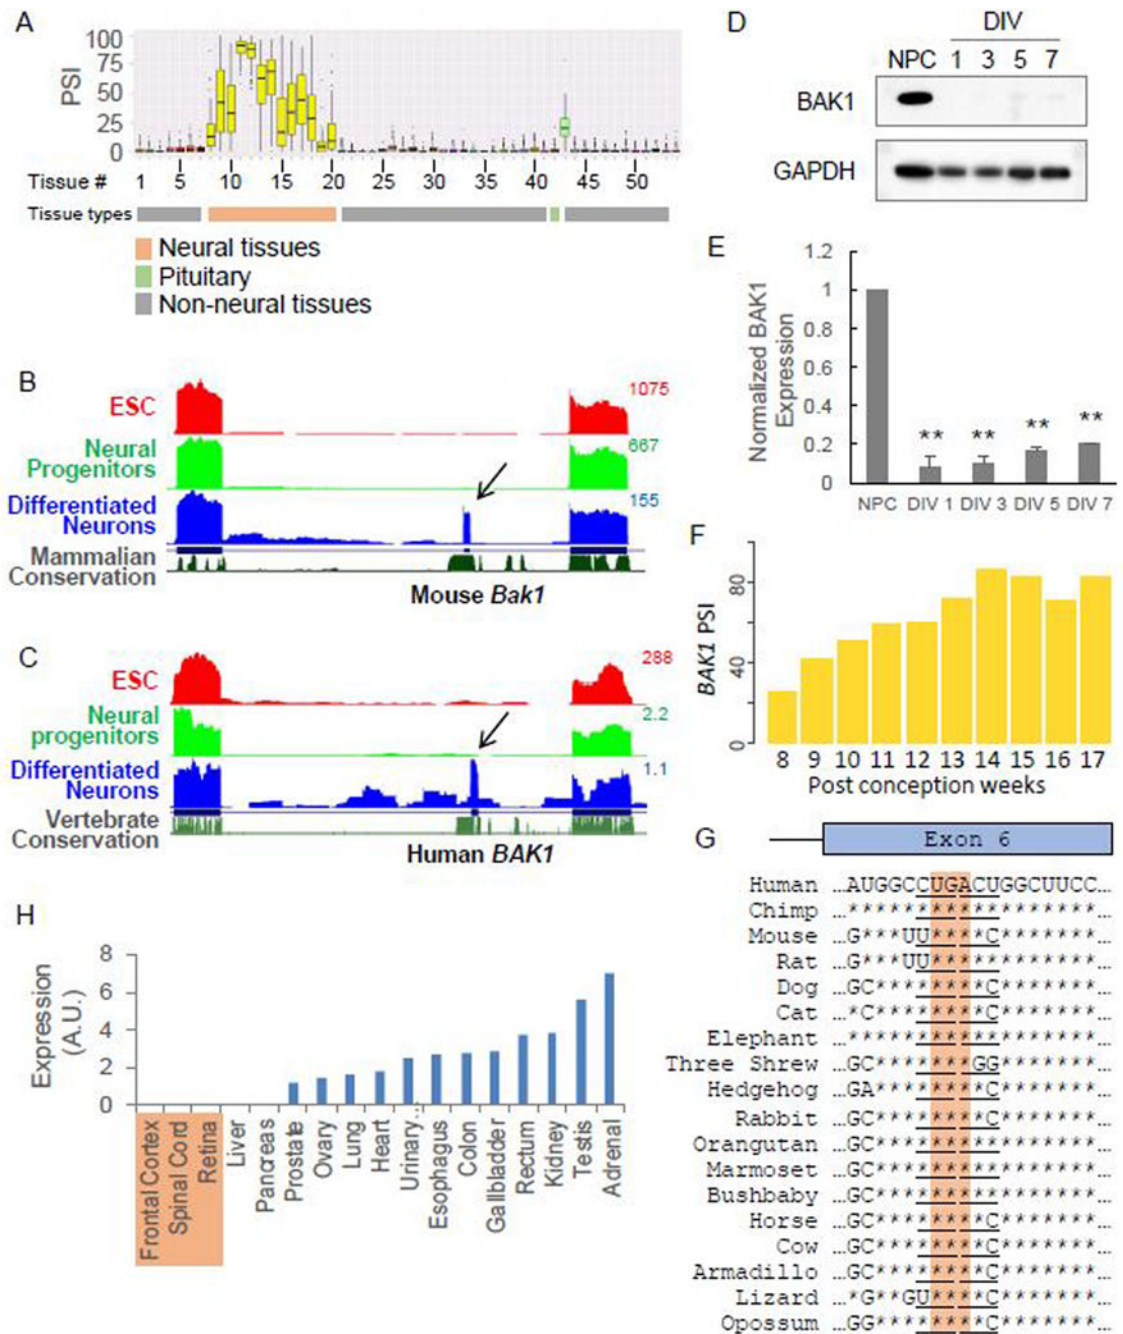 A
100
75
50
25
0
PSI
Tissue # 1 5 10 15 20 25 30 35 40 45 50
Tissue types
Neural tissues
Pituitary
Non-neural tissues
B
ESC
1075
Neural
Progenitors
667
Differentiated
Neurons
155
Mammalian
Conservation
Mouse Bak1
C
ESC
288
Neural
progenitors
2.2
Differentiated
Neurons
1.1
Vertebrate
Conservation
Human BAK1
D
DIV
NPC 1 3 5 7
BAK1
GAPDH
E
Normalized BAK1
Expression
1.2
1
0.8
0.6
0.4
0.2
0
** ** ** **
NPC DIV 1 DIV 3 DIV 5 DIV 7
F
BAK1 PSI
80
40
0
8 9 10 11 12 13 14 15 16 17
Post conception weeks
G
Exon 6
Human …AUGGCCUGACUGGCUUCC…
Chimp …******************…
Mouse …G***UU****C*******…
Rat …G***UU************…
Dog …GC********C*******…
Cat …*C********C*******…
Elephant …******************…
Three Shrew …GC*******GG*******…
Hedgehog …GA********C*******…
Rabbit …GC********C*******…
Orangutan …GC****************…
Marmoset …GC****************…
Bushbaby …GC****************…
Horse …GC********C*******…
Cow …GC********C*******…
Armadillo …GC********C*******…
Lizard …*G**GU****C*******…
Opossum …GG********C*******…
H
Expression
(A.U.)
8
6
4
2
0
Frontal Cortex
Spinal Cord
Retina
Liver
Pancreas
Prostate
Ovary
Lung
Heart
Urinary...
Esophagus
Colon
Gallbladder
Rectum
Kidney
Testis
Adrenal